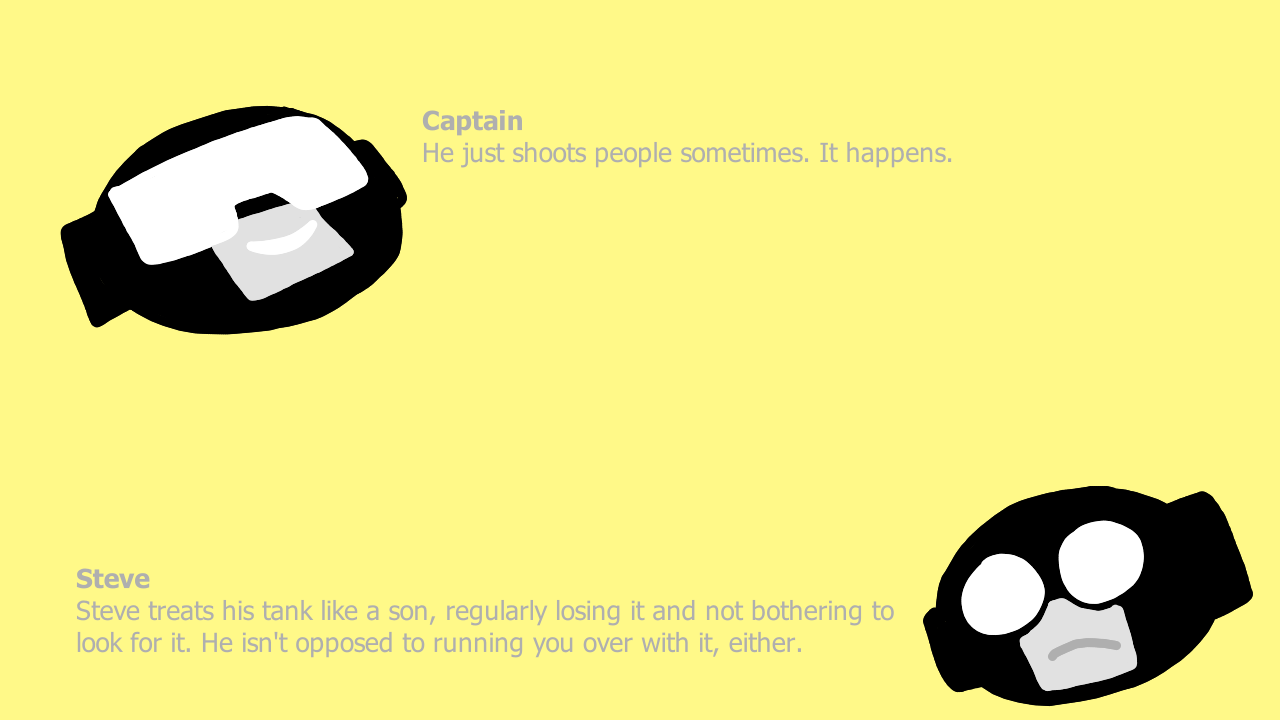 Captain
He just shoots people sometimes. It happens.
Steve
Steve treats his tank like a son, regularly losing it and not bothering to
look for it. He isn't opposed to running you over with it, either.